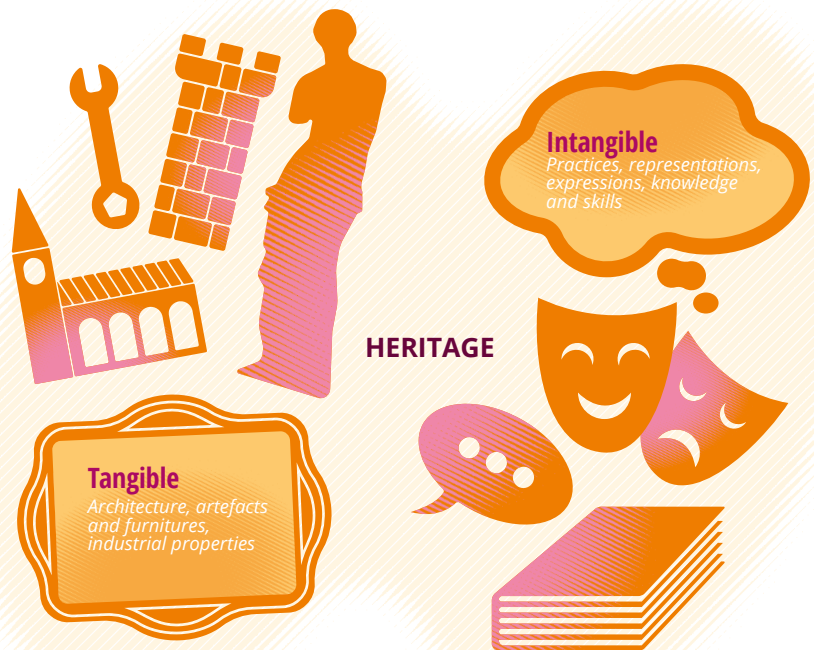 Intangible
Practices, representations,
expressions, knowledge
and skills
HERITAGE
Tangible
Architecture, artefacts
and furnitures,
industrial properties